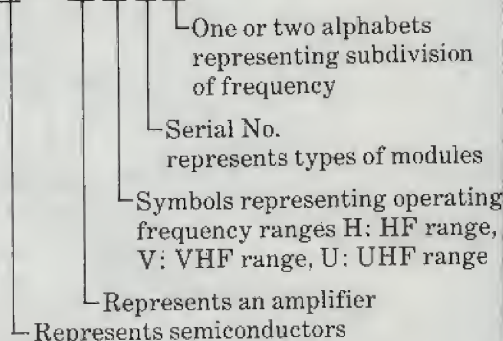 One or two alphabets
representing subdivision
of frequency
Serial No.
represents types of modules
Symbols representing operating
frequency ranges H: HF range,
V: VHF range, U: UHF range
Represents an amplifier
Represents semiconductors